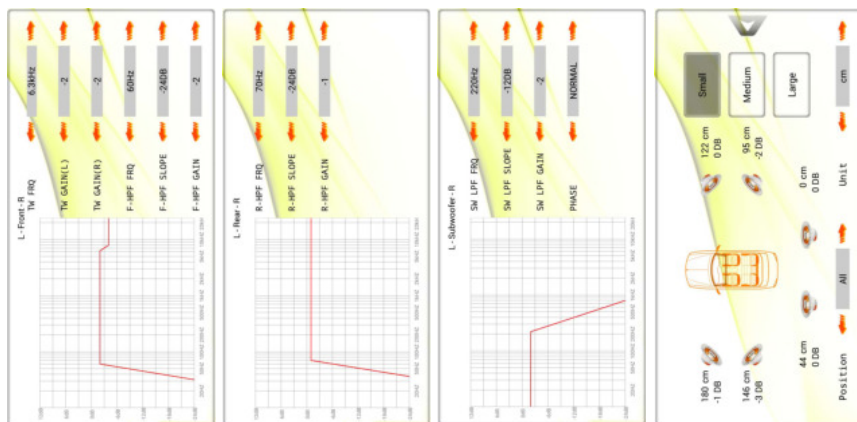 L - Front - R
TW FRQ 6.3kHz
TW GAIN(L) -2
TW GAIN(R) -2
F-HPF FRQ 60Hz
F-HPF SLOPE -24DB
F-HPF GAIN -2
L - Rear - R
R-HPF FRQ 70Hz
R-HPF SLOPE -24DB
R-HPF GAIN -1
L - Subwoofer - R
SW LPF FRQ 220Hz
SW LPF SLOPE -12DB
SW LPF GAIN -2
PHASE NORMAL
180 cm
-1 DB
122 cm
0 DB
Small
146 cm
-3 DB
95 cm
-2 DB
Medium
44 cm
0 DB
0 cm
0 DB
Large
Position All Unit cm